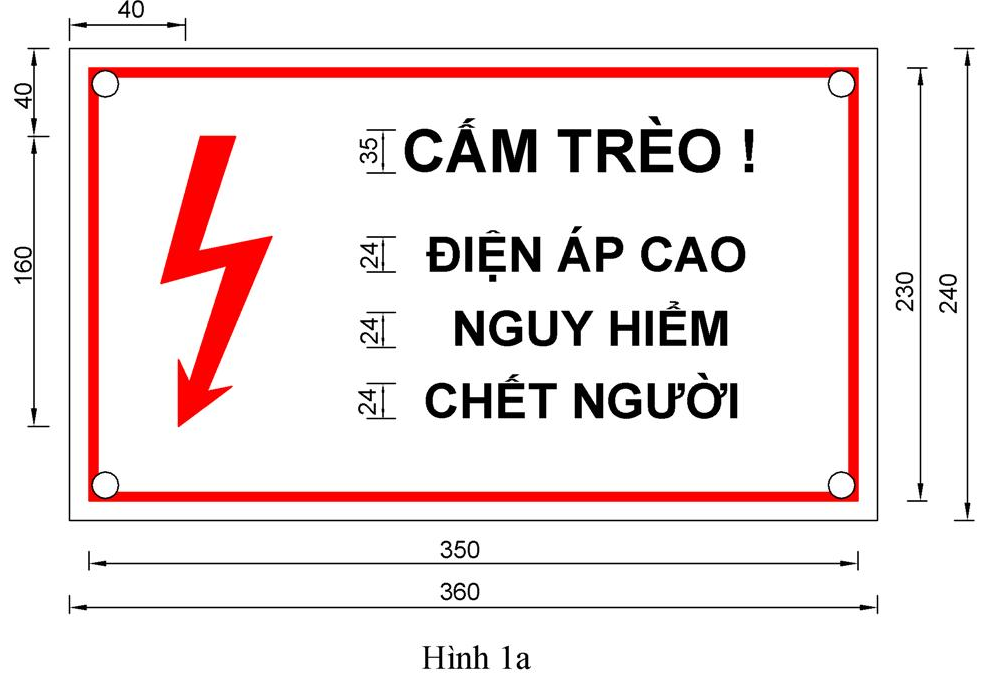 40
40
35
CẤM TRÈO !
160
24
ĐIỆN ÁP CAO
230
240
24
NGUY HIỂM
24
CHẾT NGƯỜI
350
360
Hình 1a